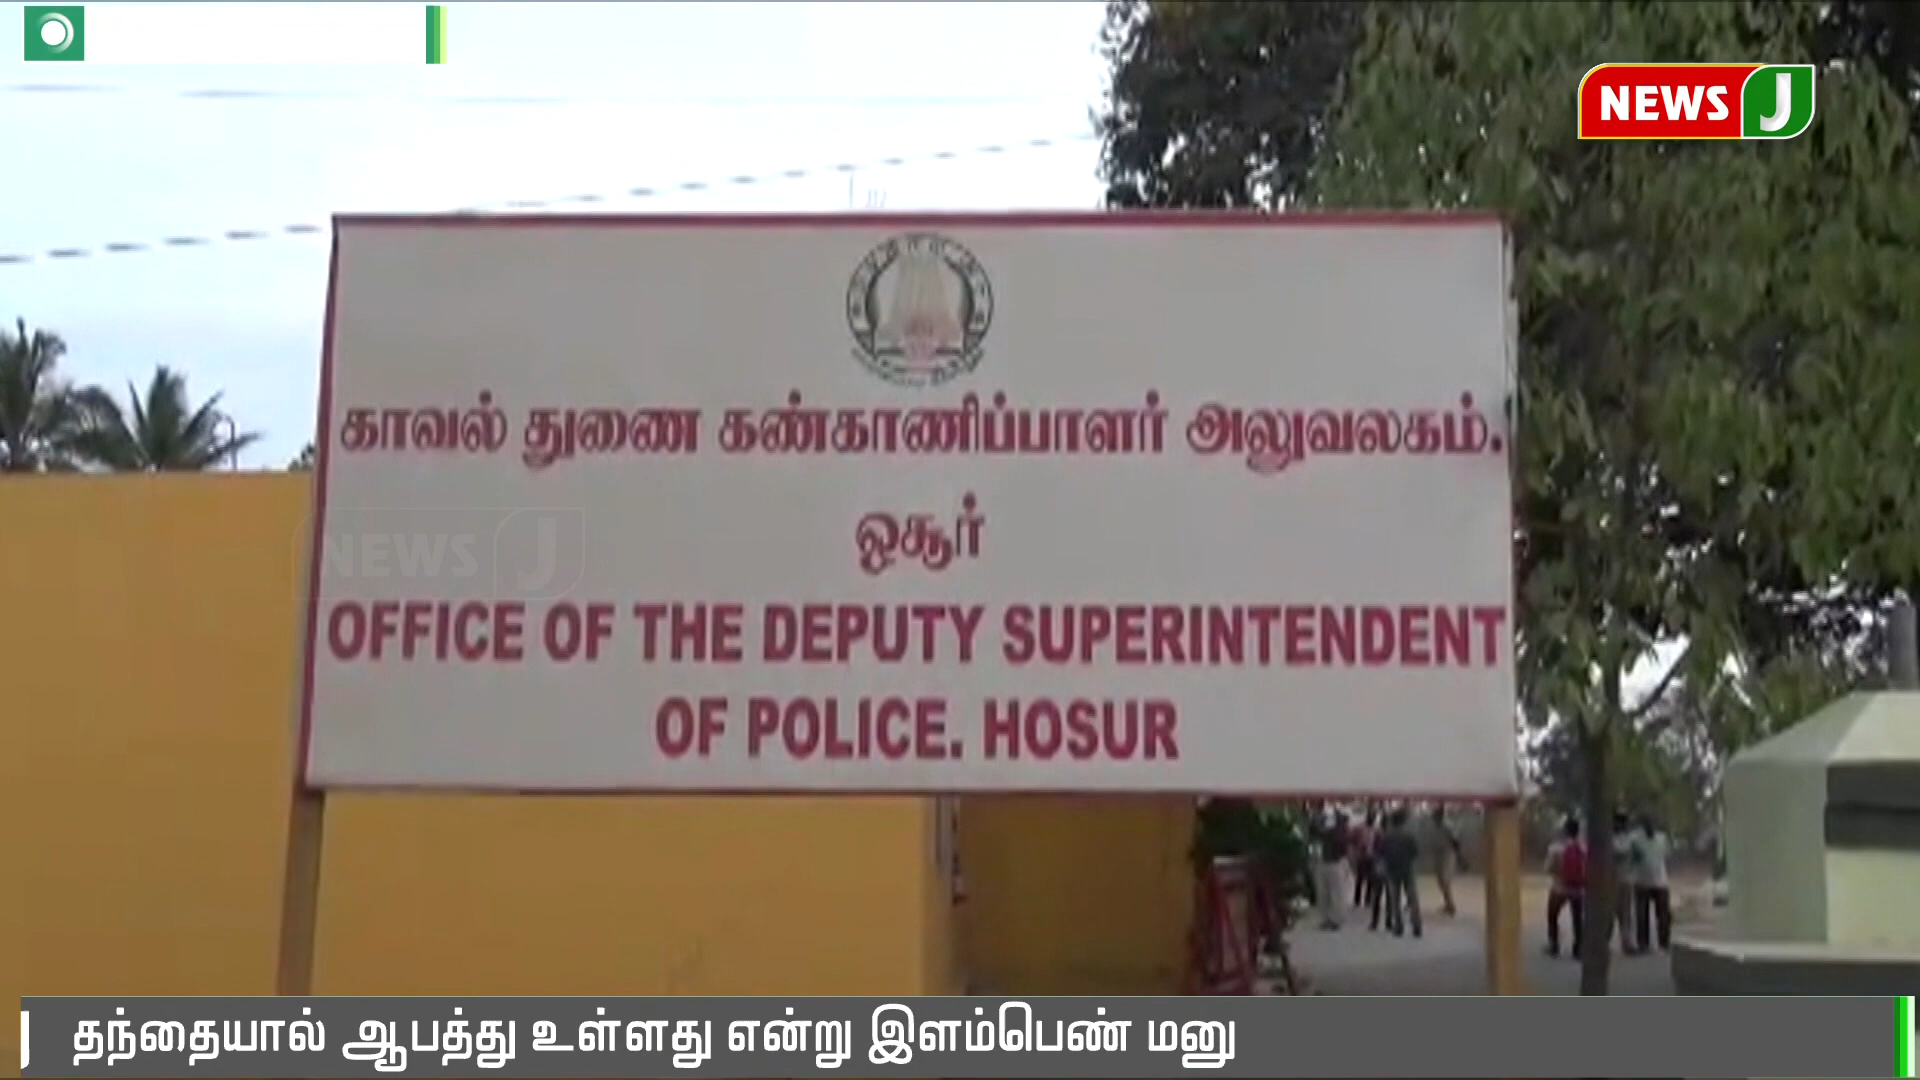 NEWS J
காவல் துணை கண்காணிப்பாளர் அலுவலகம்.
ஒசூர்
NEWS J
OFFICE OF THE DEPUTY SUPERINTENDENT
OF POLICE. HOSUR
தந்தையால் ஆபத்து உள்ளது என்று இளம்பெண் மனு